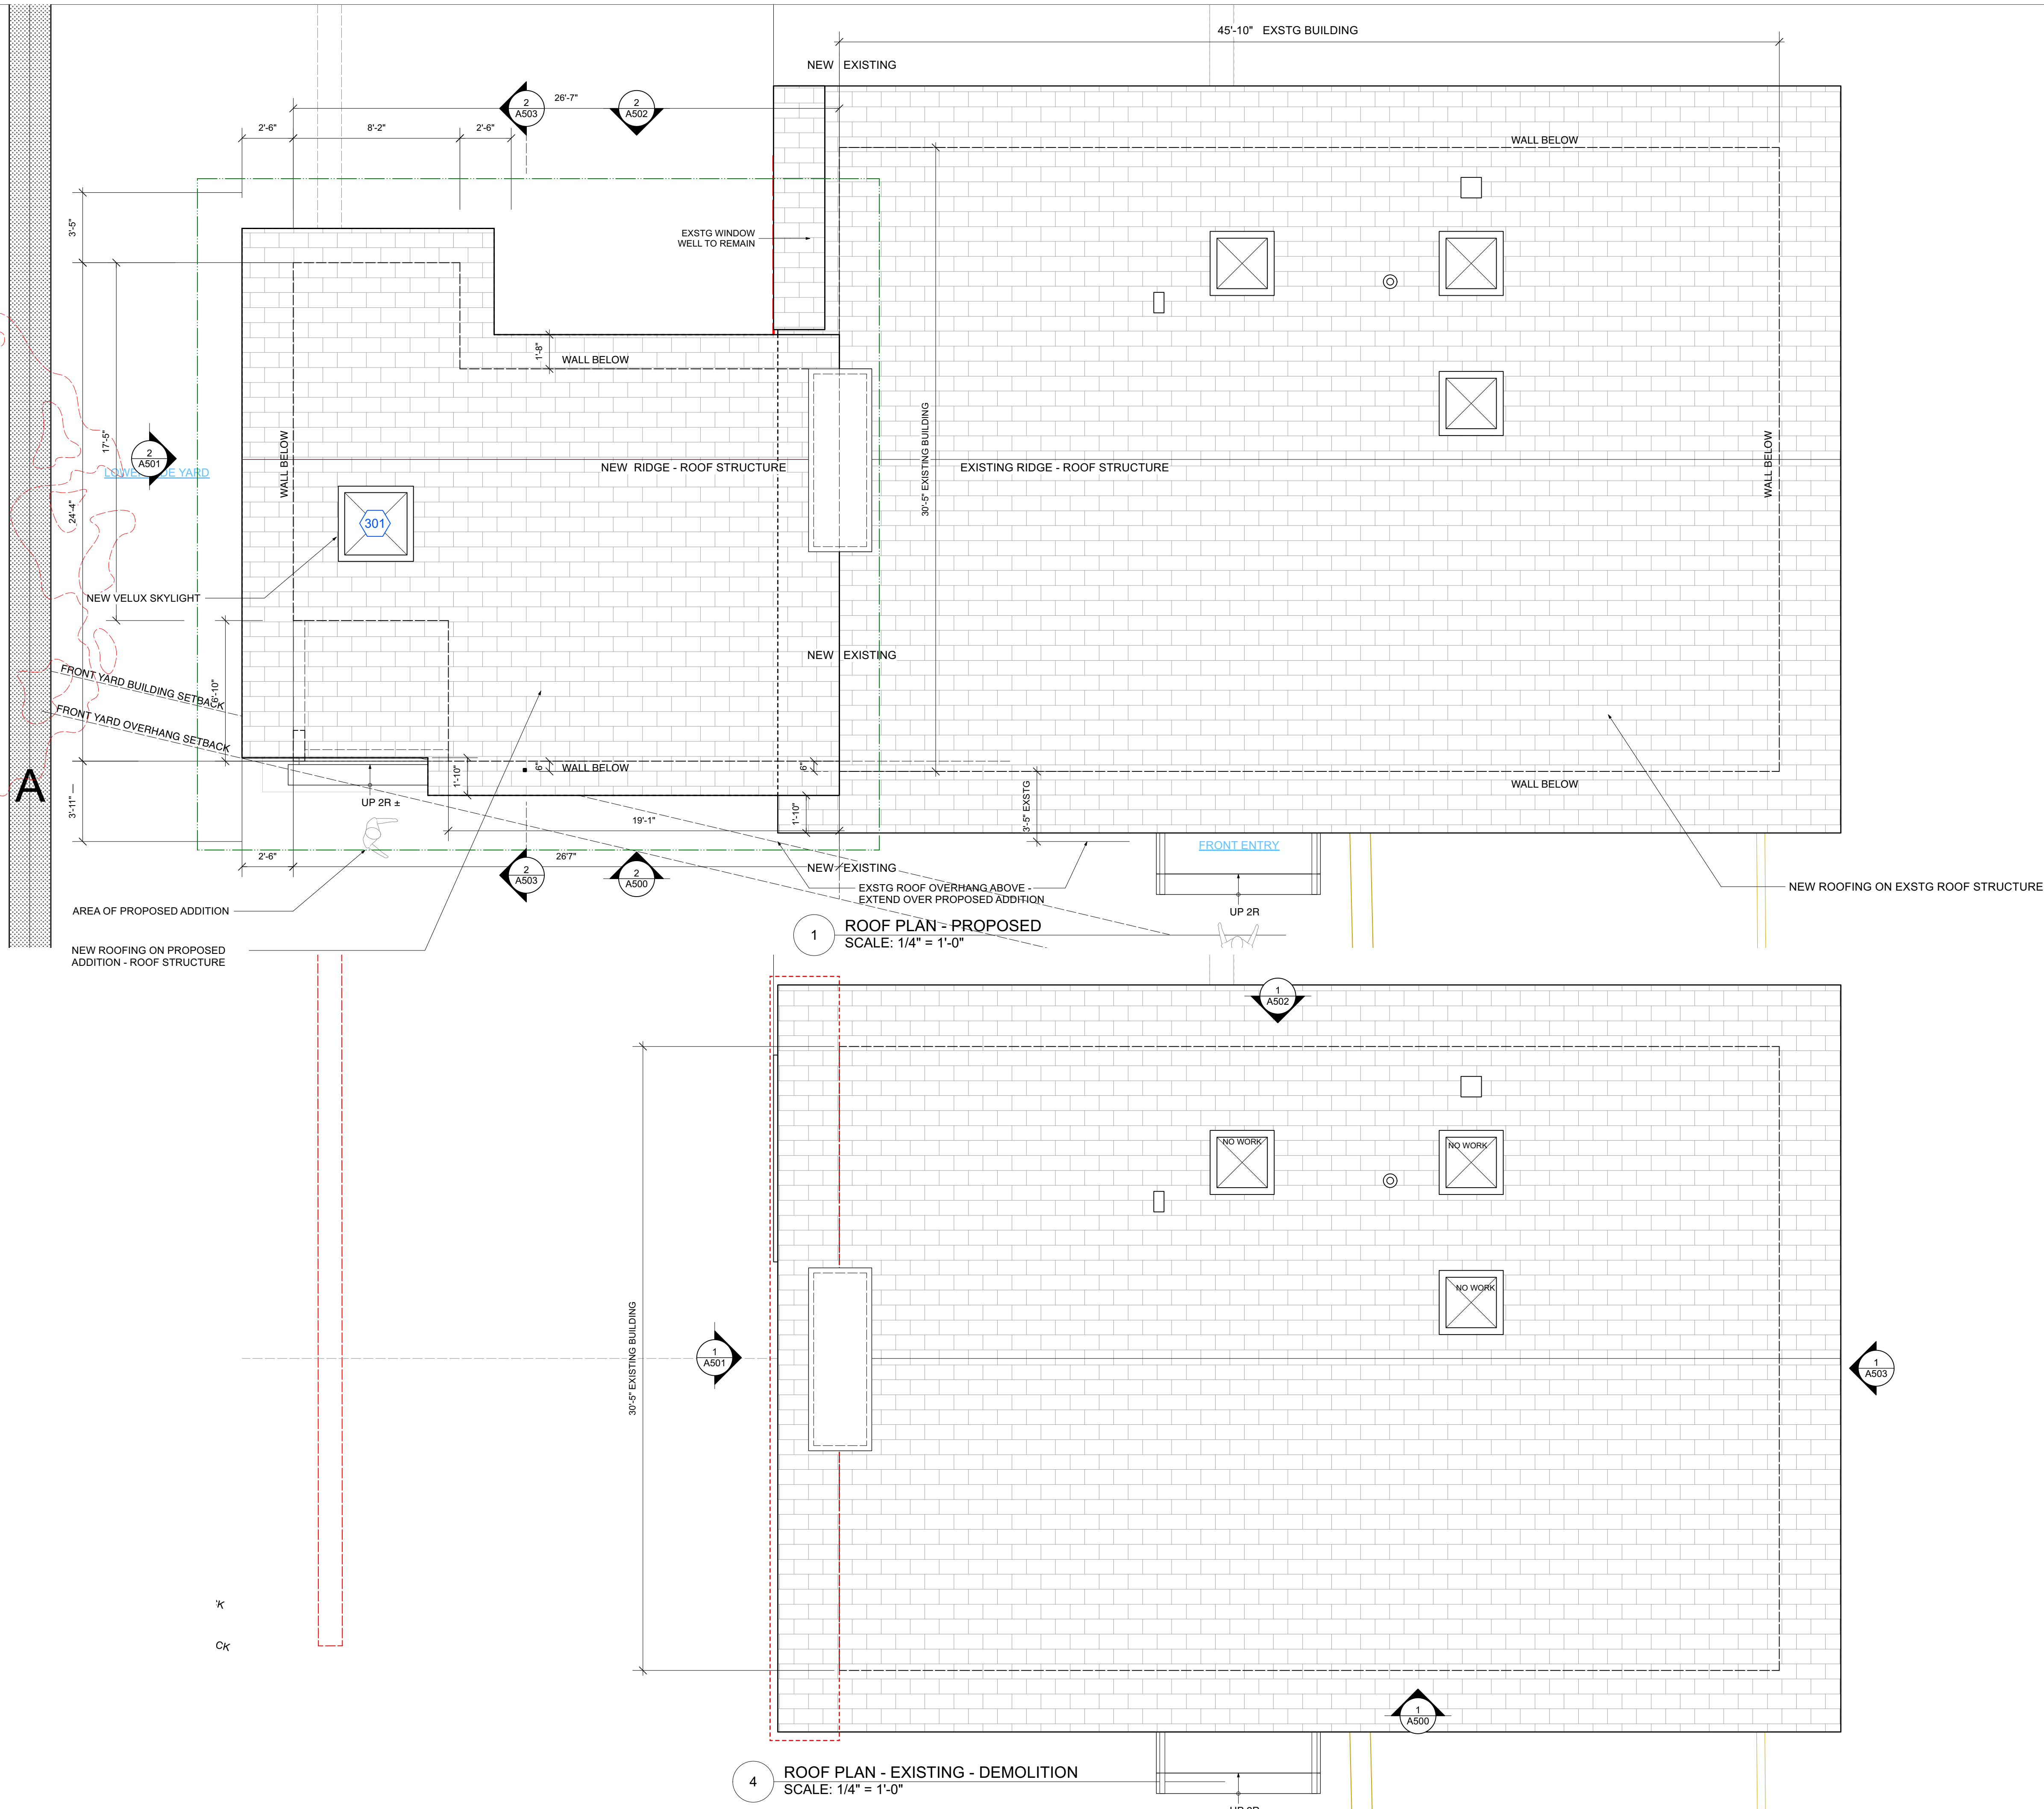 45'-10" EXSTG BUILDING
NEW EXISTING
2
A503
26'-7"
2
A502
2'-6"
8'-2"
2'-6"
WALL BELOW
3'-5"
EXSTG WINDOW
WELL TO REMAIN
1'-8"
WALL BELOW
17'-5"
2
A501
WALL BELOW
NEW RIDGE - ROOF STRUCTURE
30'-5" EXISTING BUILDING
EXISTING RIDGE - ROOF STRUCTURE
WALL BELOW
YARD
24'-4"
301
NEW VELUX SKYLIGHT
FRONT YARD BUILDING SETBACK
6'-10"
NEW EXISTING
FRONT YARD OVERHANG SETBACK
A
3'-11"
UP 2R ±
1'-10"
6"
WALL BELOW
6"
WALL BELOW
19'-1"
1'-10"
3'-5" EXSTG
2'-6"
2
A503
26'7"
2
A500
NEW EXISTING
FRONT ENTRY
EXSTG ROOF OVERHANG ABOVE -
EXTEND OVER PROPOSED ADDITION
NEW ROOFING ON EXSTG ROOF STRUCTURE
AREA OF PROPOSED ADDITION
UP 2R
1
ROOF PLAN - PROPOSED
SCALE: 1/4" = 1'-0"
NEW ROOFING ON PROPOSED
ADDITION - ROOF STRUCTURE
1
A502
NO WORK
NO WORK
NO WORK
30'-5" EXISTING BUILDING
1
A501
1
A503
'K
CK
1
A500
4
ROOF PLAN - EXISTING - DEMOLITION
SCALE: 1/4" = 1'-0"